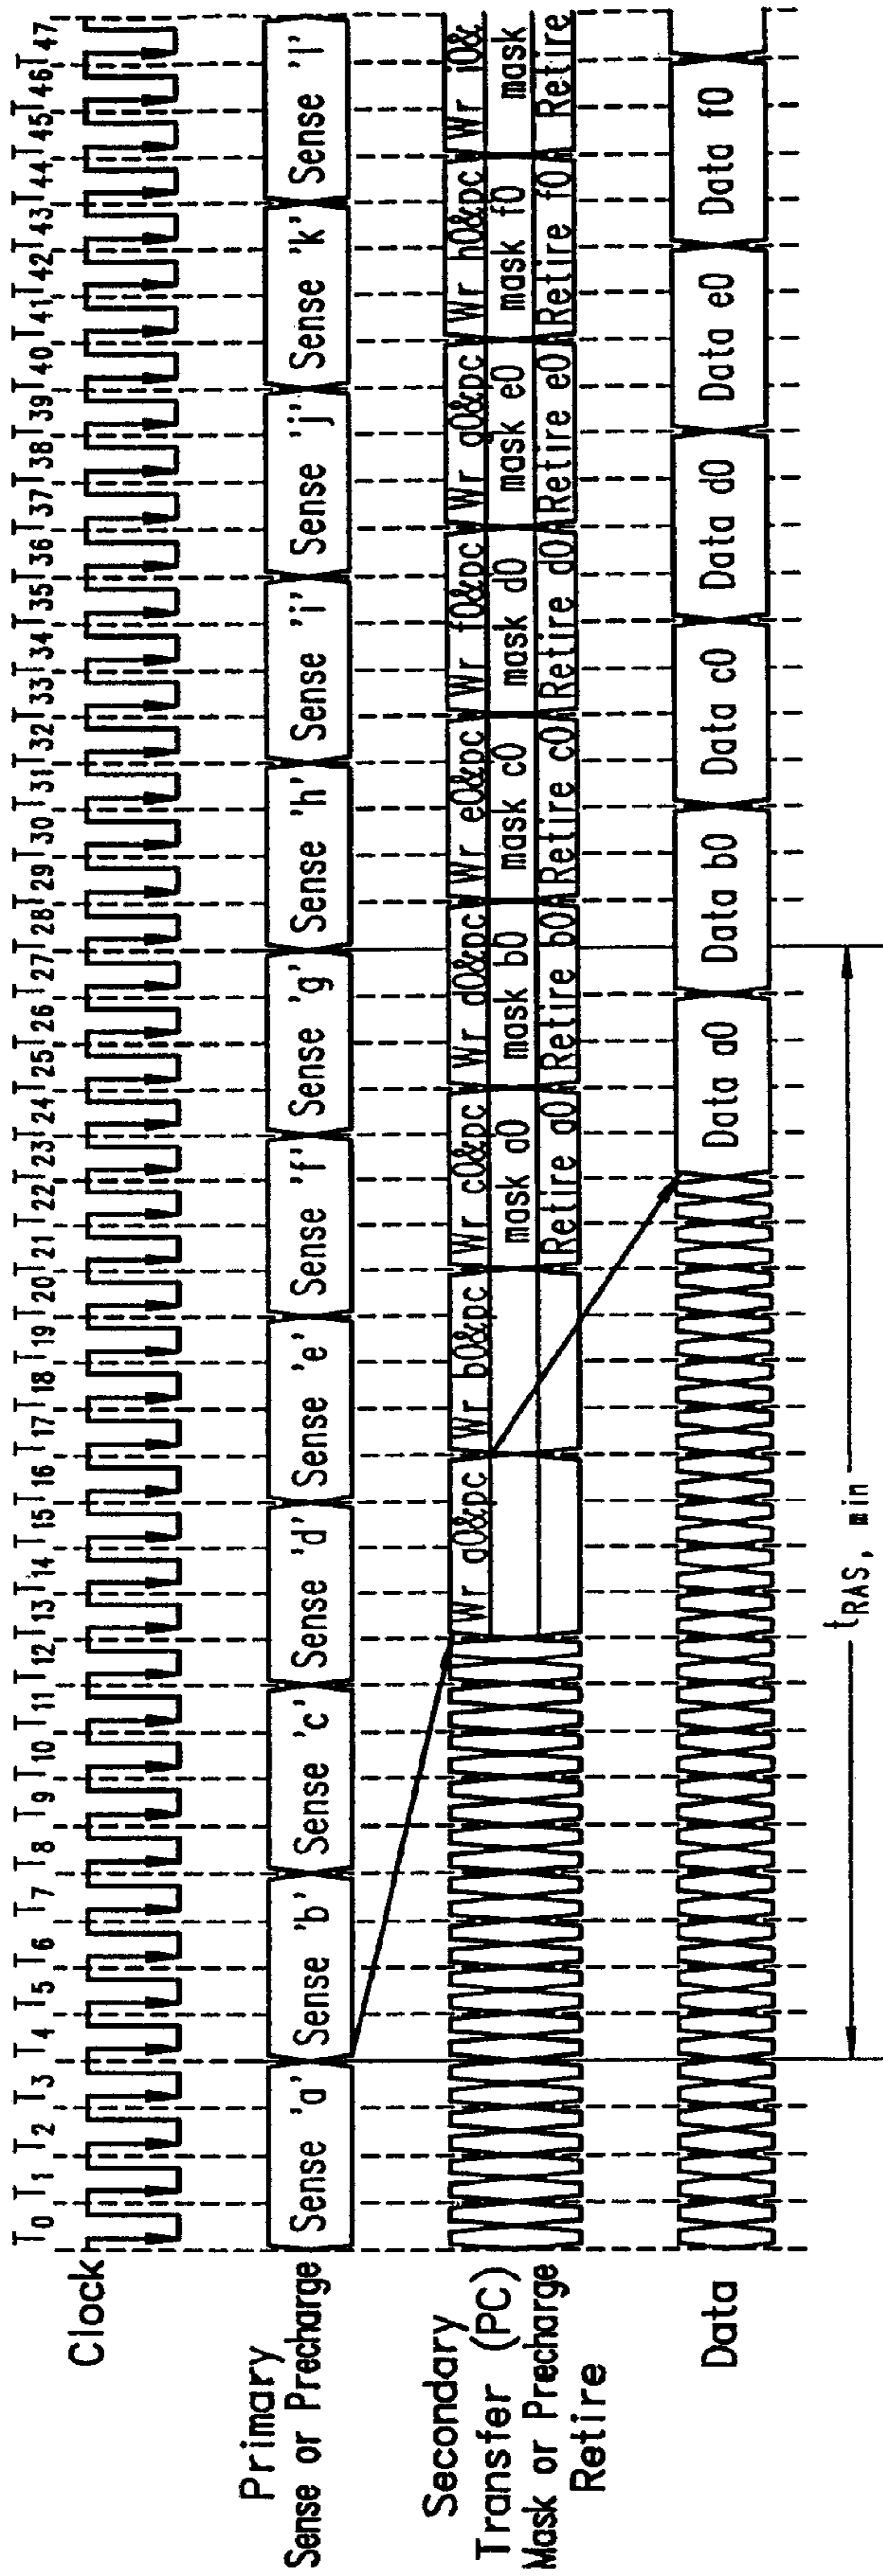 T0 T1 T2 T3 T4 T5 T6 T7 T8 T9 T10 T11 T12 T13 T14 T15 T16 T17 T18 T19 T20 T21 T22 T23 T24 T25 T26 T27 T28 T29 T30 T31 T32 T33 T34 T35 T36 T37 T38 T39 T40 T41 T42 T43 T44 T45 T46 T47
Clock
Primary
Sense or Precharge
Sense 'a' Sense 'b' Sense 'c' Sense 'd' Sense 'e' Sense 'f' Sense 'g' Sense 'h' Sense 'i' Sense 'j' Sense 'k' Sense 'l'
Secondary
Transfer (PC)
Wr a0&pc Wr b0&pc Wr c0&pc Wr d0&pc Wr e0&pc Wr f0&pc Wr g0&pc Wr h0&pc Wr i0&
Mask or Precharge
mask a0 mask b0 mask c0 mask d0 mask e0 mask f0 mask
Retire
Retire a0 Retire b0 Retire c0 Retire d0 Retire e0 Retire f0 Retire
Data
Data a0 Data b0 Data c0 Data d0 Data e0 Data f0
tRAS, min